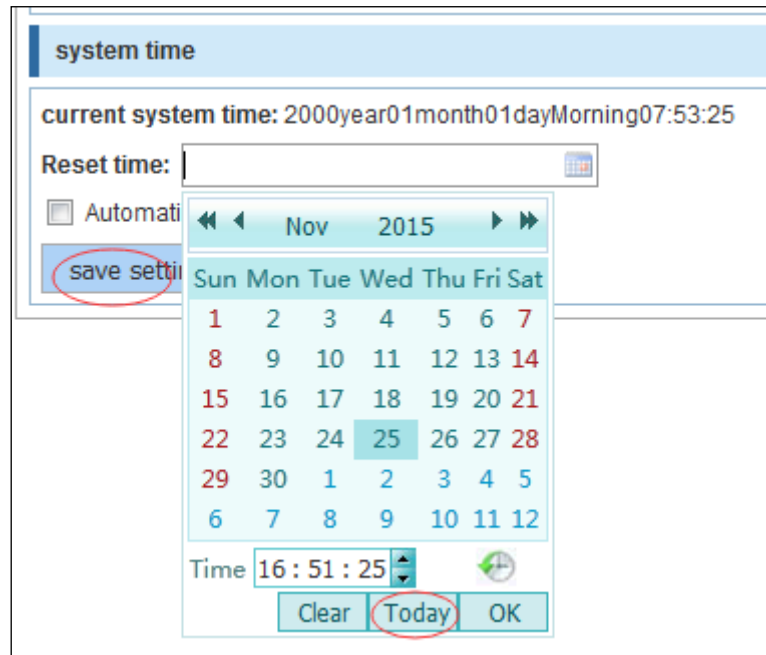 system time
current system time: 2000year01month01dayMorning07:53:25
Reset time:
Automati
save settin
Nov 2015
Sun Mon Tue Wed Thu Fri Sat
1 2 3 4 5 6 7
8 9 10 11 12 13 14
15 16 17 18 19 20 21
22 23 24 25 26 27 28
29 30 1 2 3 4 5
6 7 8 9 10 11 12
Time 16 : 51 : 25
Clear Today OK